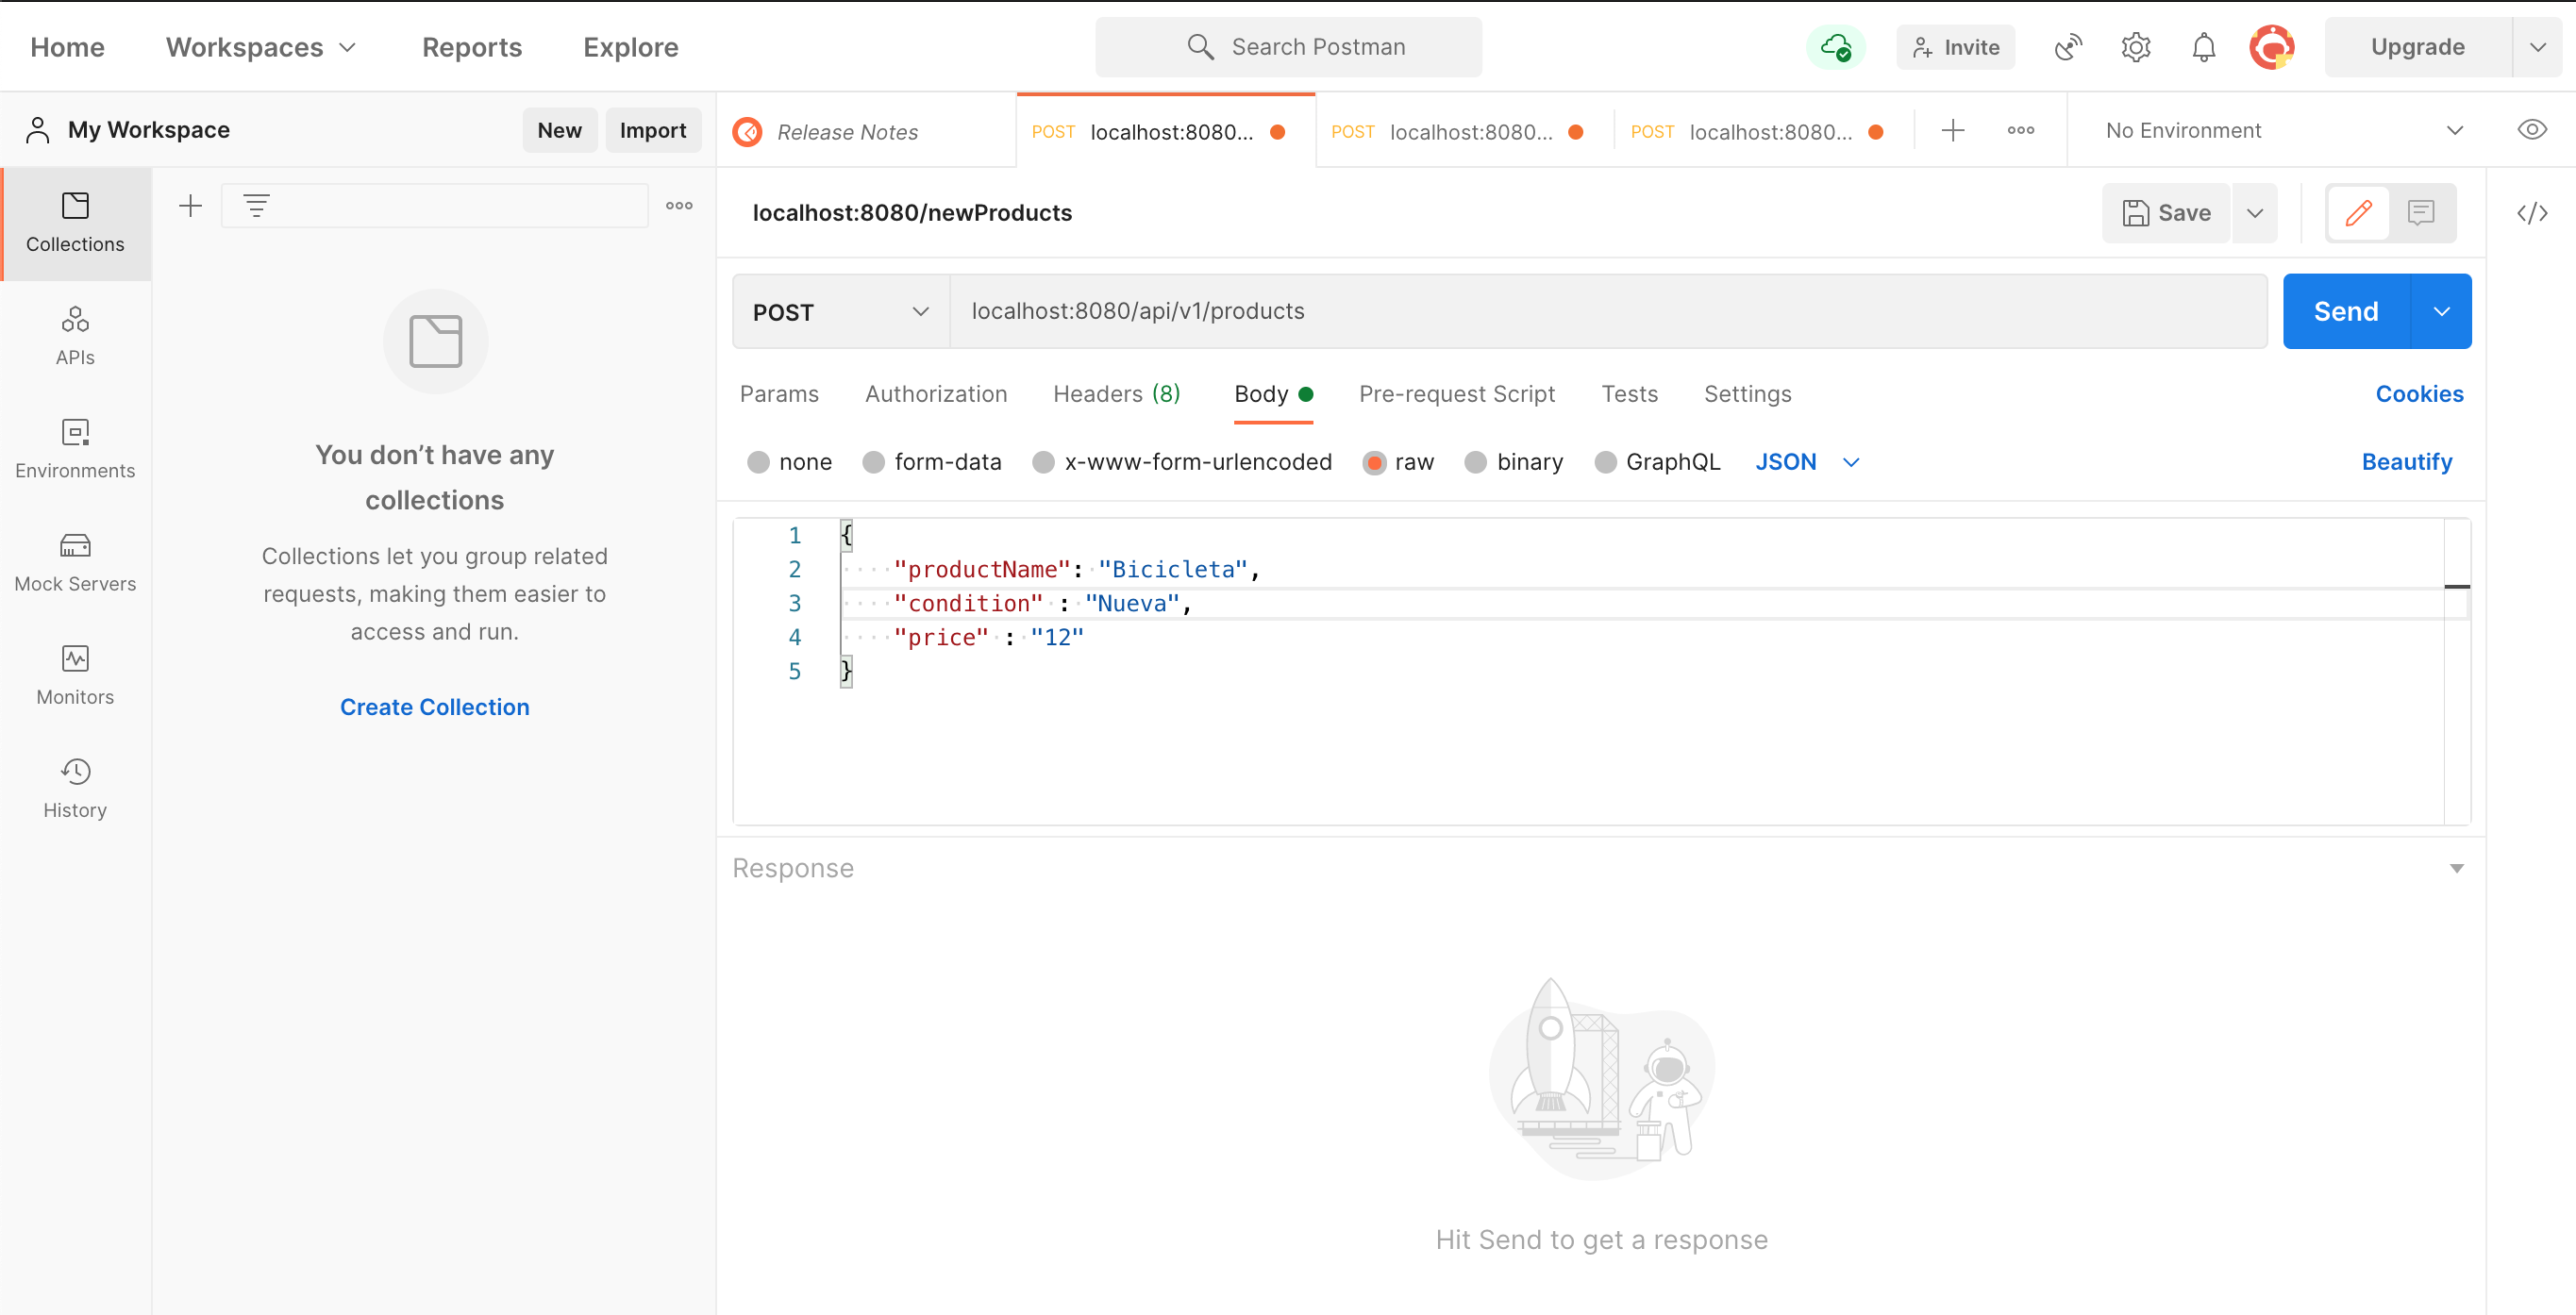 Home Workspaces Reports Explore Search Postman Invite Upgrade
My Workspace New Import Release Notes POST localhost:8080... POST localhost:8080... POST localhost:8080... No Environment
Collections
APIs
Environments
Mock Servers
Monitors
History
You don’t have any
collections
Collections let you group related
requests, making them easier to
access and run.
Create Collection
localhost:8080/newProducts Save
POST localhost:8080/api/v1/products Send
Params Authorization Headers (8) Body Pre-request Script Tests Settings Cookies
none form-data x-www-form-urlencoded raw binary GraphQL JSON Beautify
1 {
2 "productName": "Bicicleta",
3 "condition" : "Nueva",
4 "price" : "12"
5 }
Response
Hit Send to get a response